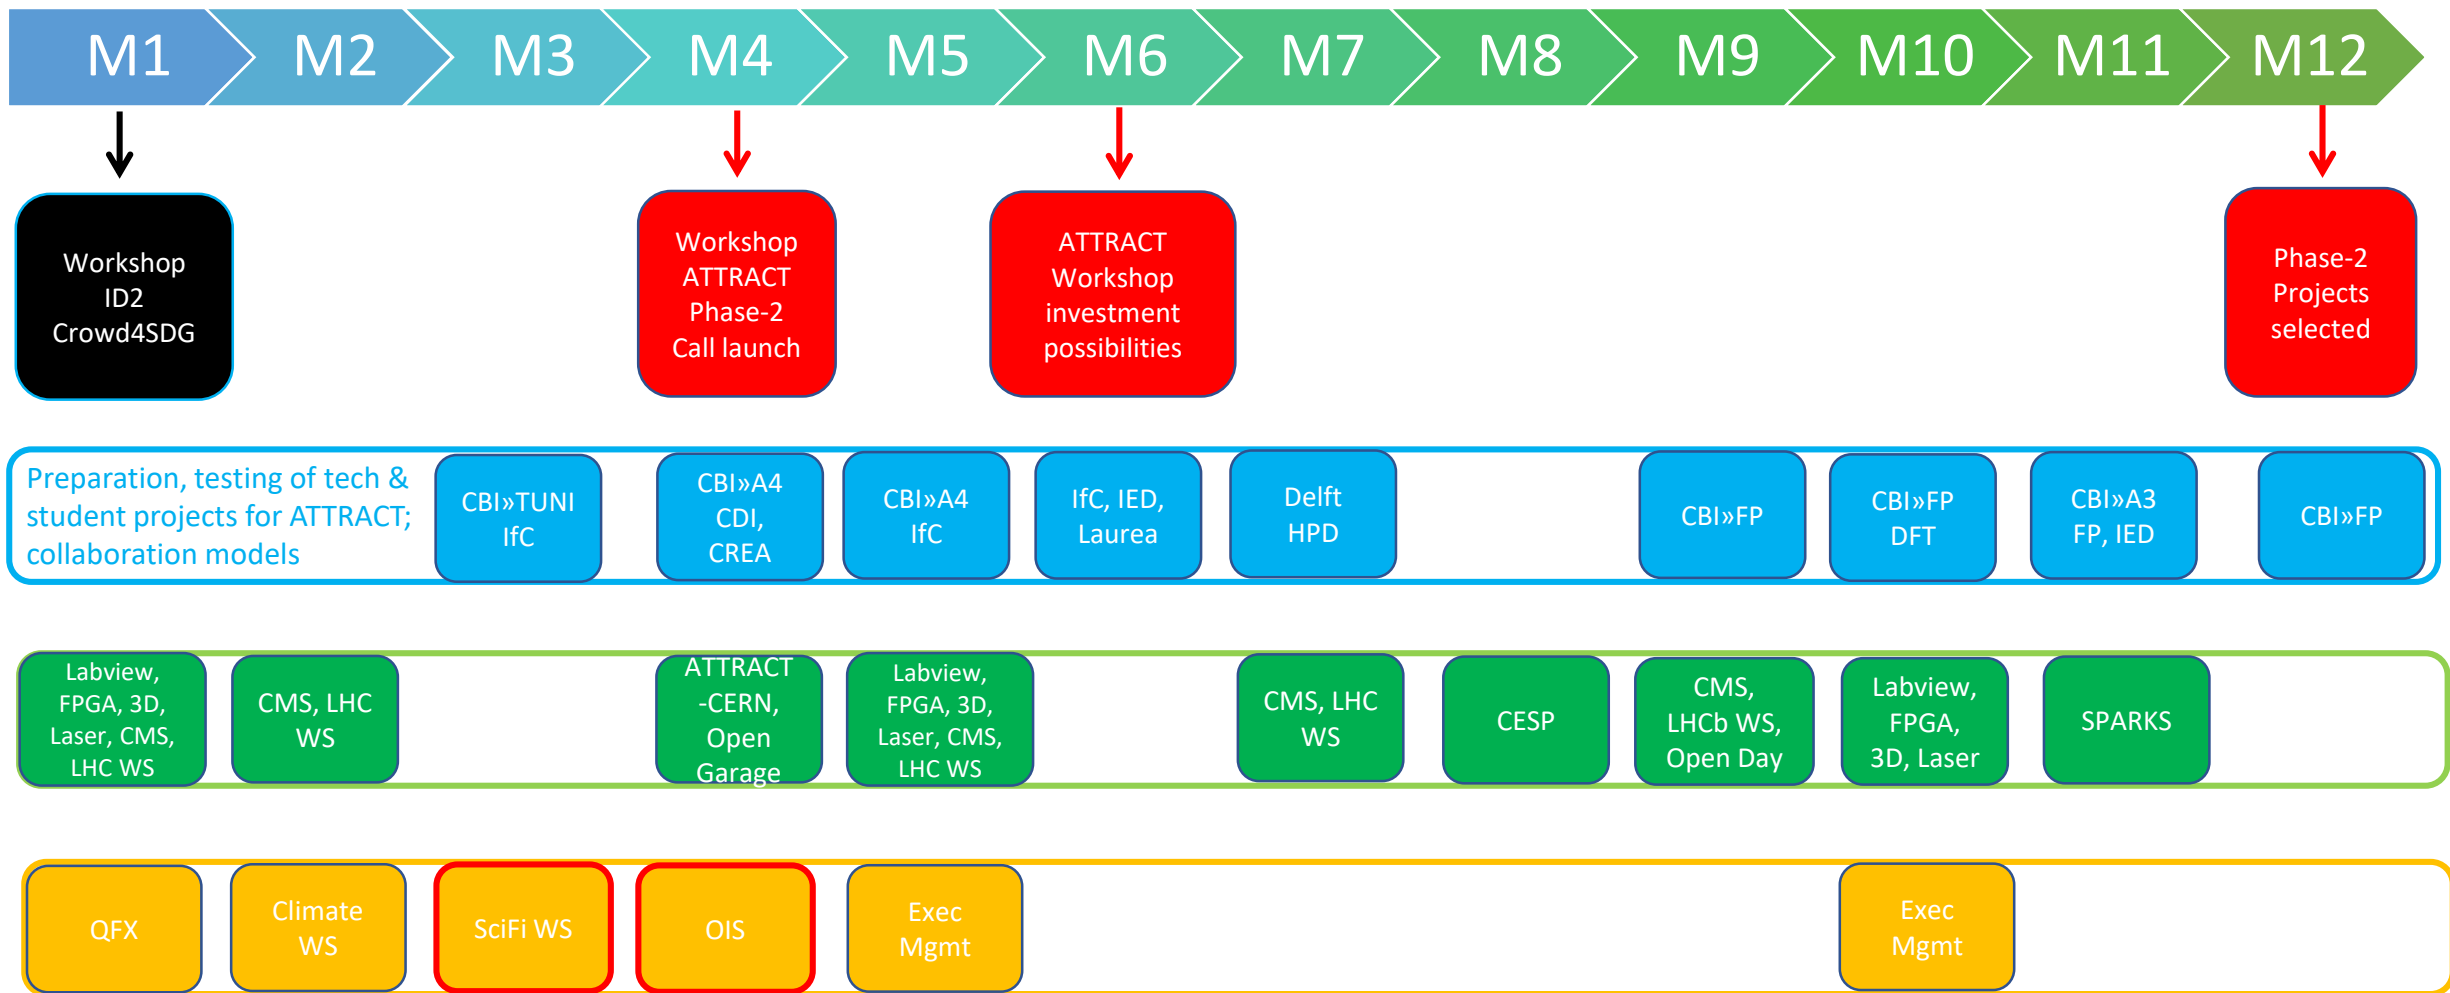 M1
M2
M3
M4
M5
M6
M7
M8
M9
M10
M11
M12
Workshop
ID2
Crowd4SDG
Workshop
ATTRACT
Phase-2
Call launch
ATTRACT
Workshop
investment
possibilities
Phase-2
Projects
selected
Preparation, testing of tech &
student projects for ATTRACT;
collaboration models
CBI»TUNI
IfC
CBI»A4
CDI,
CREA
CBI»A4
IfC
IfC, IED,
Laurea
Delft
HPD
CBI»FP
CBI»FP
DFT
CBI»A3
FP, IED
CBI»FP
Labview,
FPGA, 3D,
Laser, CMS,
LHC WS
CMS, LHC
WS
ATTRACT
-CERN,
Open
Garage
Labview,
FPGA, 3D,
Laser, CMS,
LHC WS
CMS, LHC
WS
CESP
CMS,
LHCb WS,
Open Day
Labview,
FPGA,
3D, Laser
SPARKS
QFX
Climate
WS
SciFi WS
OIS
Exec
Mgmt
Exec
Mgmt